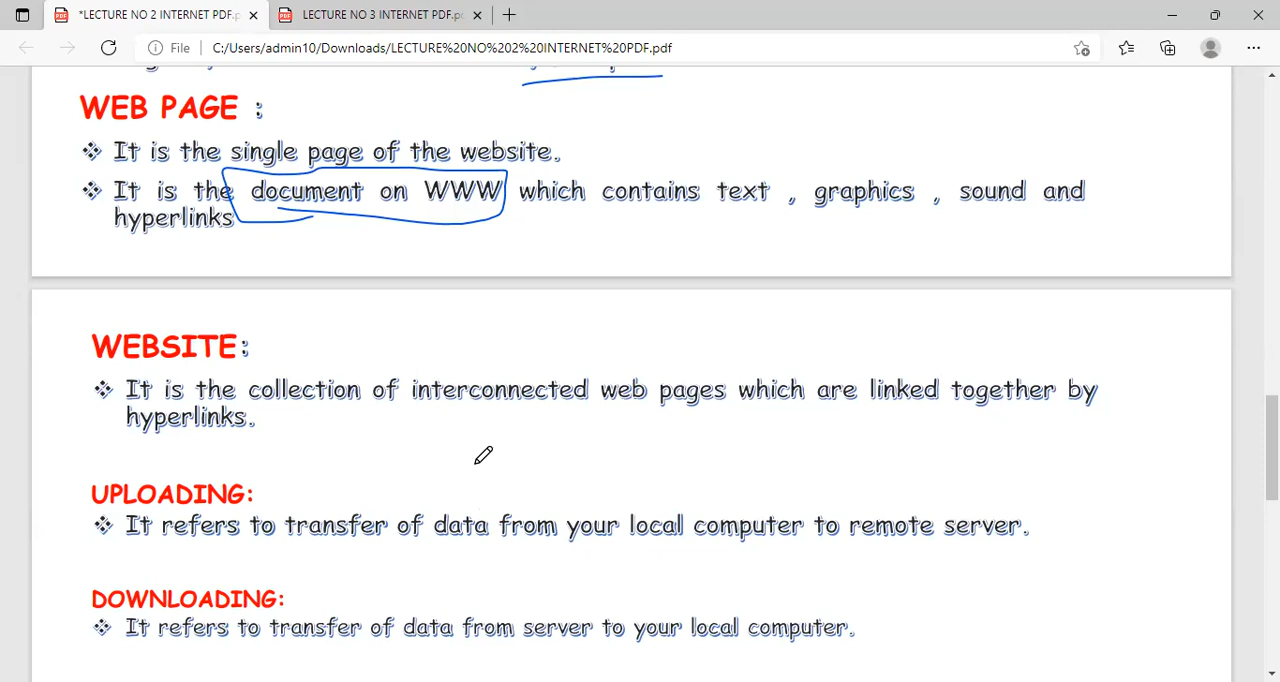 *LECTURE NO 2 INTERNET PDF.p
LECTURE NO 3 INTERNET PDF.pc
File
C:/Users/admin10/Downloads/LECTURE%20NO%202%20INTERNET%20PDF.pdf
WEB PAGE :
It is the single page of the website.
It is the document on WWW which contains text , graphics , sound and
hyperlinks
WEBSITE:
It is the collection of interconnected web pages which are linked together by
hyperlinks.
UPLOADING:
It refers to transfer of data from your local computer to remote server.
DOWNLOADING:
It refers to transfer of data from server to your local computer.